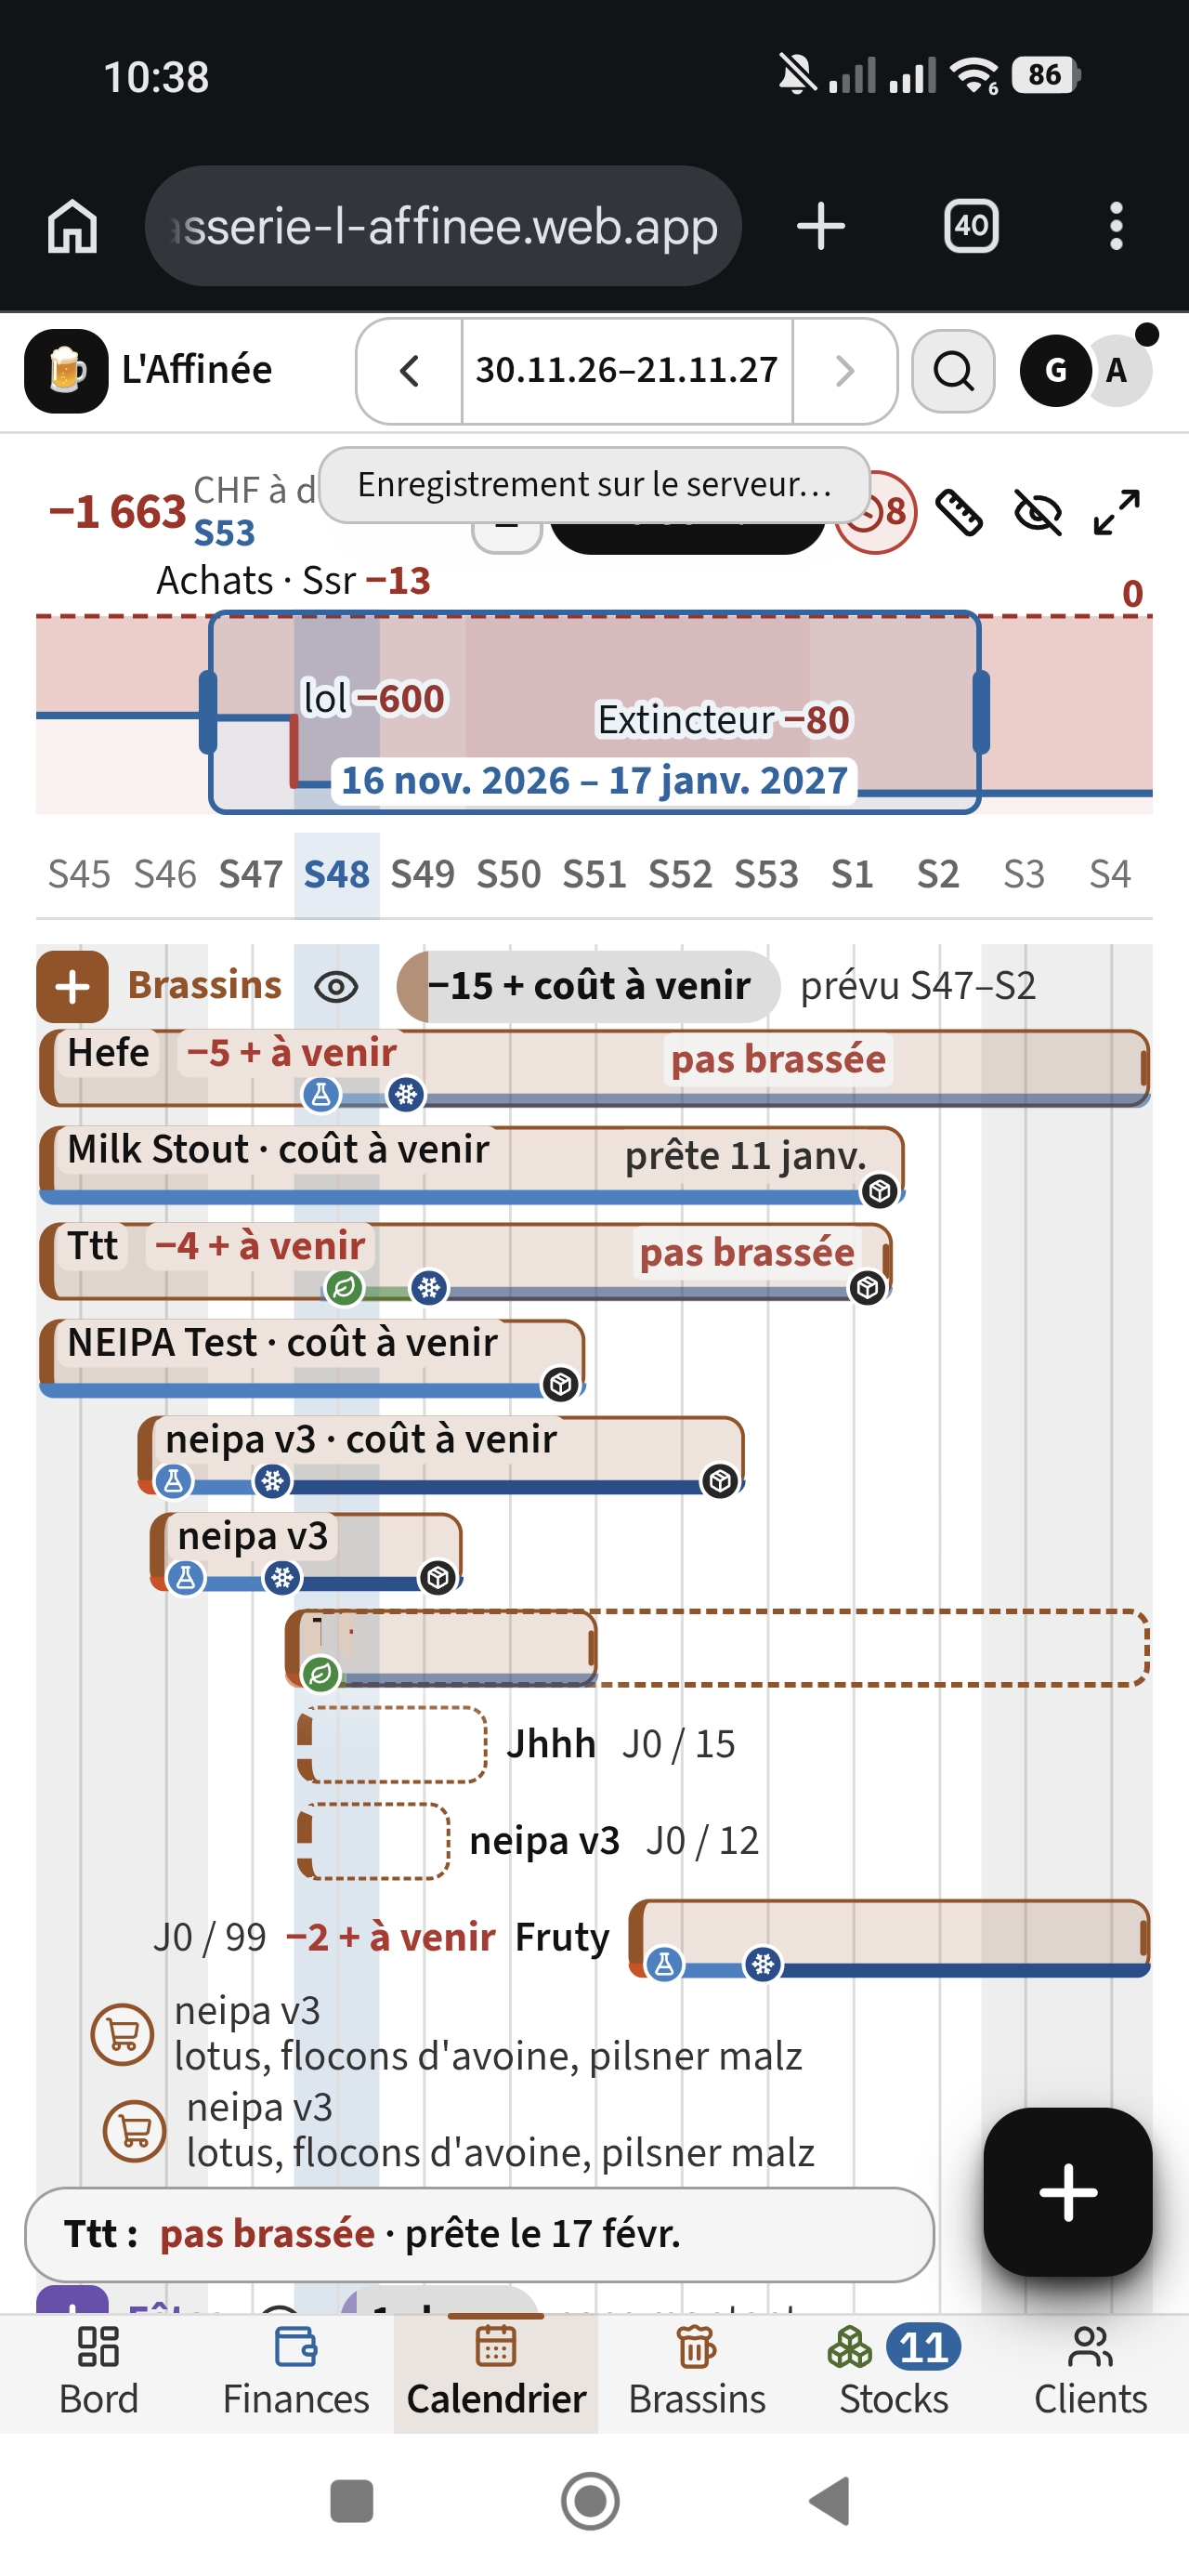 10:38
6
86
asserie-l-affinee.web.app
40
L'Affinée
30.11.26–21.11.27
G
A
−1 663
CHF à d
S53
Enregistrement sur le serveur…
8
Achats · Ssr −13
0
lol −600
Extincteur −80
16 nov. 2026 – 17 janv. 2027
S45 S46 S47 S48 S49 S50 S51 S52 S53 S1 S2 S3 S4
Brassins
−15 + coût à venir
prévu S47–S2
Hefe −5 + à venir pas brassée
Milk Stout · coût à venir prête 11 janv.
Ttt −4 + à venir pas brassée
NEIPA Test · coût à venir
neipa v3 · coût à venir
neipa v3
Jhhh J0 / 15
neipa v3 J0 / 12
J0 / 99 −2 + à venir Fruty
neipa v3
lotus, flocons d'avoine, pilsner malz
neipa v3
lotus, flocons d'avoine, pilsner malz
Ttt : pas brassée · prête le 17 févr.
11
Bord Finances Calendrier Brassins Stocks Clients